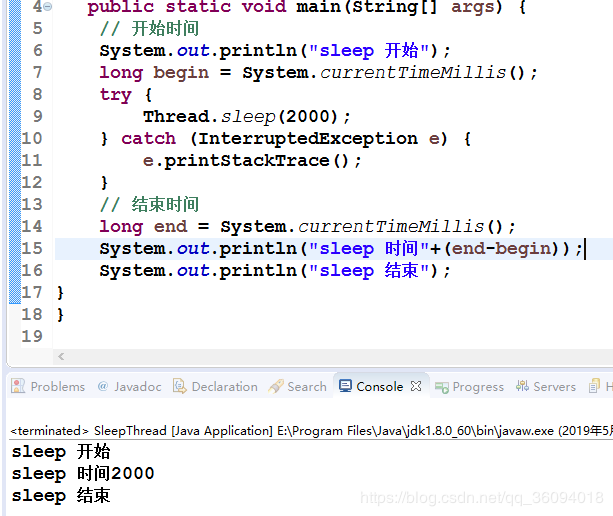 4 public static void main(String[] args) {
5 // 开始时间
6 System.out.println("sleep 开始");
7 long begin = System.currentTimeMillis();
8 try {
9 Thread.sleep(2000);
10 } catch (InterruptedException e) {
11 e.printStackTrace();
12 }
13 // 结束时间
14 long end = System.currentTimeMillis();
15 System.out.println("sleep 时间"+(end-begin));
16 System.out.println("sleep 结束");
17 }
18 }
19
Problems @ Javadoc Declaration Search Console Progress Servers H
<terminated> SleepThread [Java Application] E:\Program Files\Java\jdk1.8.0_60\bin\javaw.exe (2019年5月
sleep 开始
sleep 时间2000
sleep 结束
https://blog.csdn.net/qq_36094018